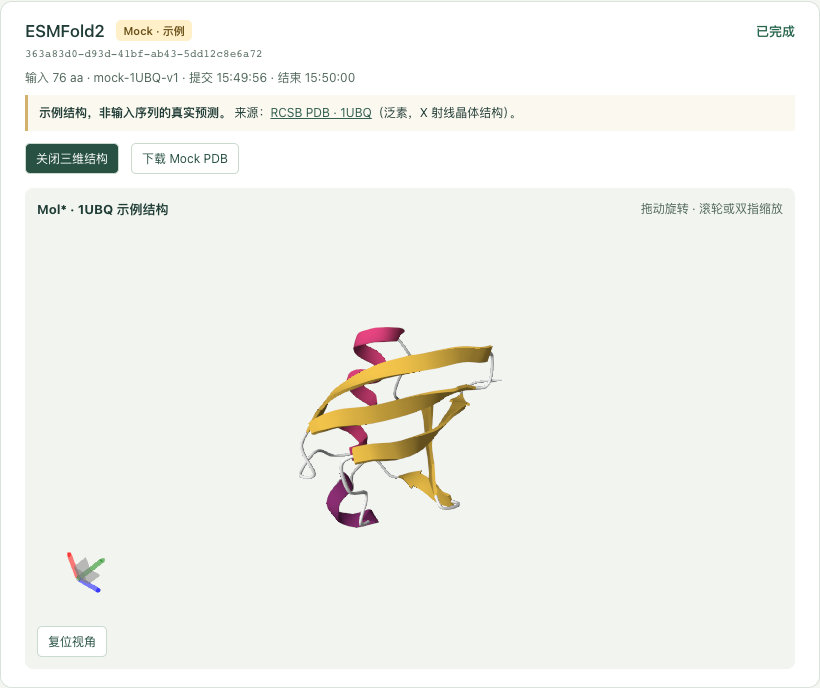 ESMFold2 Mock · 示例 已完成
363a83d0-d93d-41bf-ab43-5dd12c8e6a72
输入 76 aa · mock-1UBQ-v1 · 提交 15:49:56 · 结束 15:50:00
示例结构，非输入序列的真实预测。 来源： RCSB PDB · 1UBQ（泛素，X 射线晶体结构）。
关闭三维结构 下载 Mock PDB
Mol* · 1UBQ 示例结构 拖动旋转 · 滚轮或双指缩放
复位视角